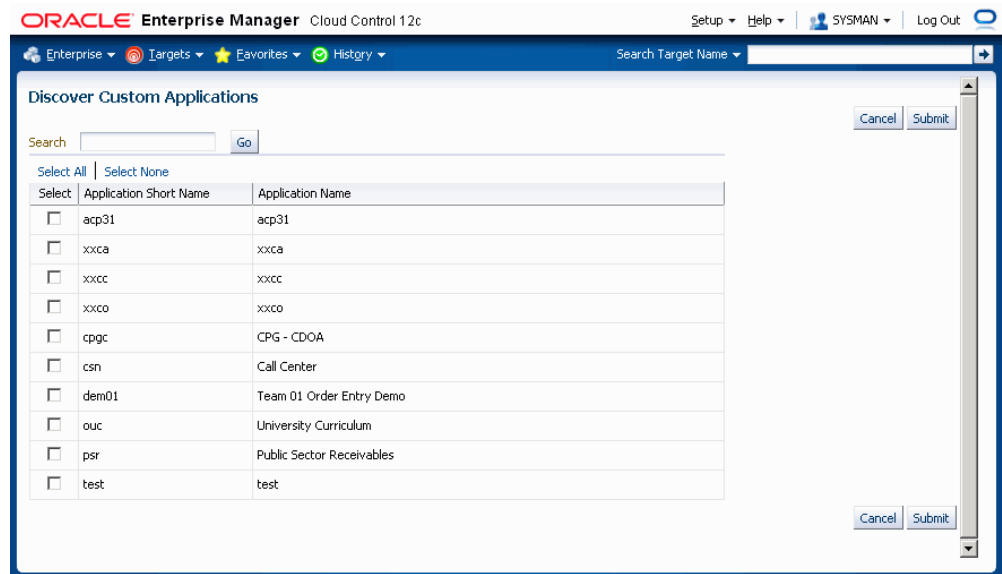 ORACLE Enterprise Manager Cloud Control 12c Setup Help SYSMAN Log Out
Enterprise Targets Favorites History Search Target Name
Discover Custom Applications
Cancel Submit
Search Go
Select All Select None
Select Application Short Name Application Name
acp31 acp31
xxca xxca
xxcc xxcc
xxco xxco
cpgc CPG - CDOA
csn Call Center
dem01 Team 01 Order Entry Demo
ouc University Curriculum
psr Public Sector Receivables
test test
Cancel Submit